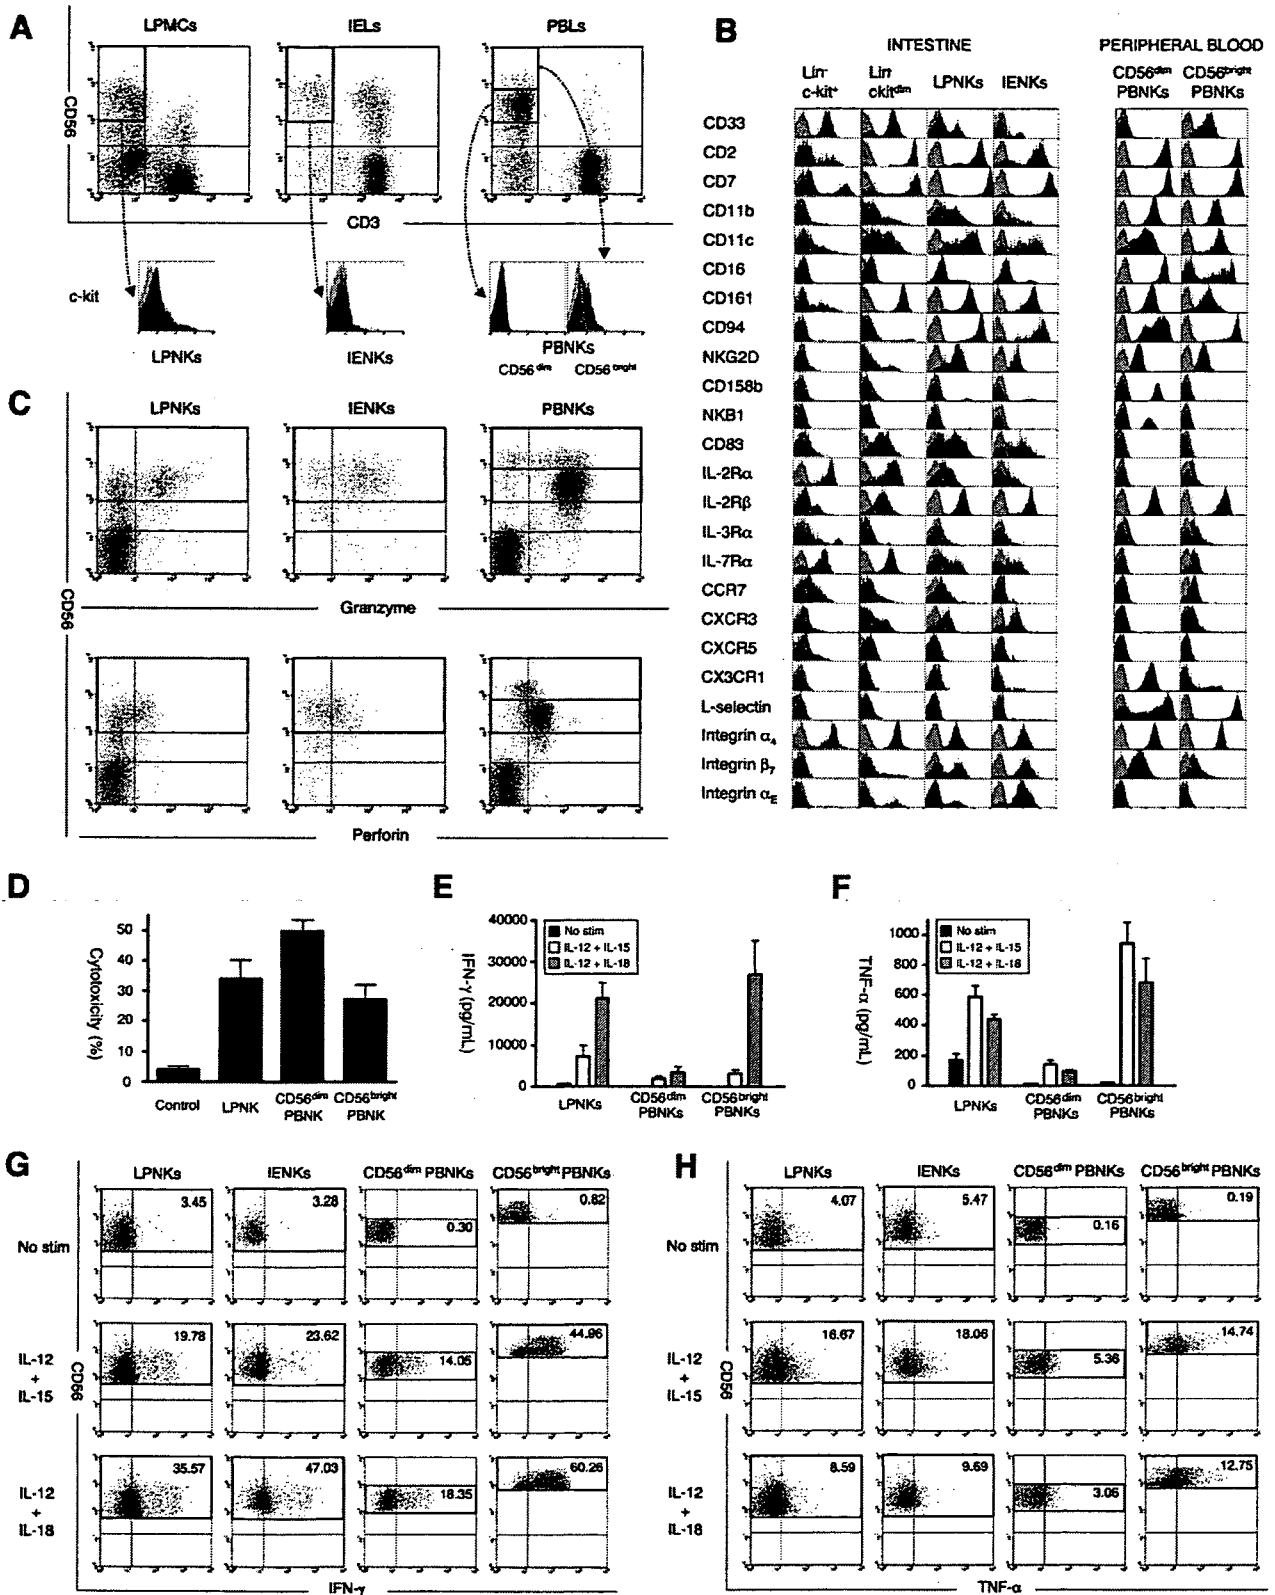 A
LPMCs
IELs
PBLs
CD56
CD3
c-kit
LPNKs
IENKs
PBNKs
CD56dim
CD56bright
B
INTESTINE
PERIPHERAL BLOOD
Lin- c-kit+
Lin- ckitdim
LPNKs
IENKs
CD56dim PBNKs
CD56bright PBNKs
CD33
CD2
CD7
CD11b
CD11c
CD16
CD161
CD94
NKG2D
CD158b
NKB1
CD83
IL-2Rα
IL-2Rβ
IL-3Rα
IL-7Rα
CCR7
CXCR3
CXCR5
CX3CR1
L-selectin
Integrin α4
Integrin β7
Integrin αE
C
LPNKs
IENKs
PBNKs
CD56
Granzyme
Perforin
D
Cytotoxicity (%)
50
40
30
20
10
0
Control
LPNK
CD56dim PBNK
CD56bright PBNK
E
IFN-γ (pg/mL)
40000
30000
20000
10000
0
No stim
IL-12 + IL-15
IL-12 + IL-18
LPNKs
CD56dim PBNKs
CD56bright PBNKs
F
TNF-α (pg/mL)
1000
800
600
400
200
0
No stim
IL-12 + IL-15
IL-12 + IL-18
LPNKs
CD56dim PBNKs
CD56bright PBNKs
G
LPNKs
IENKs
CD56dim PBNKs
CD56bright PBNKs
No stim
3.45
3.28
0.30
0.82
IL-12 + IL-15
19.78
23.62
14.05
44.96
IL-12 + IL-18
35.57
47.03
18.35
60.26
CD56
IFN-γ
H
LPNKs
IENKs
CD56dim PBNKs
CD56bright PBNKs
No stim
4.07
5.47
0.16
0.19
IL-12 + IL-15
16.67
18.06
5.36
14.74
IL-12 + IL-18
8.59
9.69
3.06
12.75
CD56
TNF-α